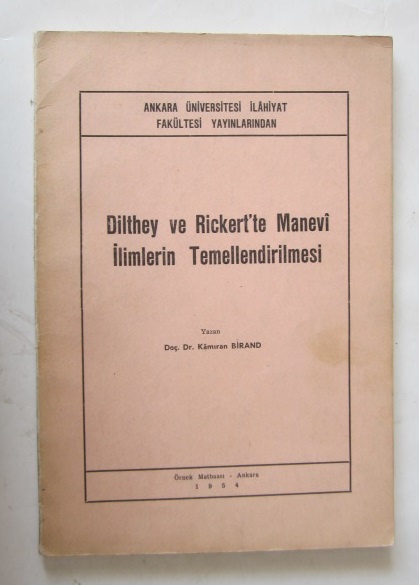 ANKARA ÜNİVERSİTESİ İLÂHİYAT
FAKÜLTESİ YAYINLARINDAN
Dilthey ve Rickert'te Manevî
İlimlerin Temellendirilmesi
Yazan
Doç. Dr. Kâmıran BİRAND
Örnek Matbaası - Ankara
1 9 5 4